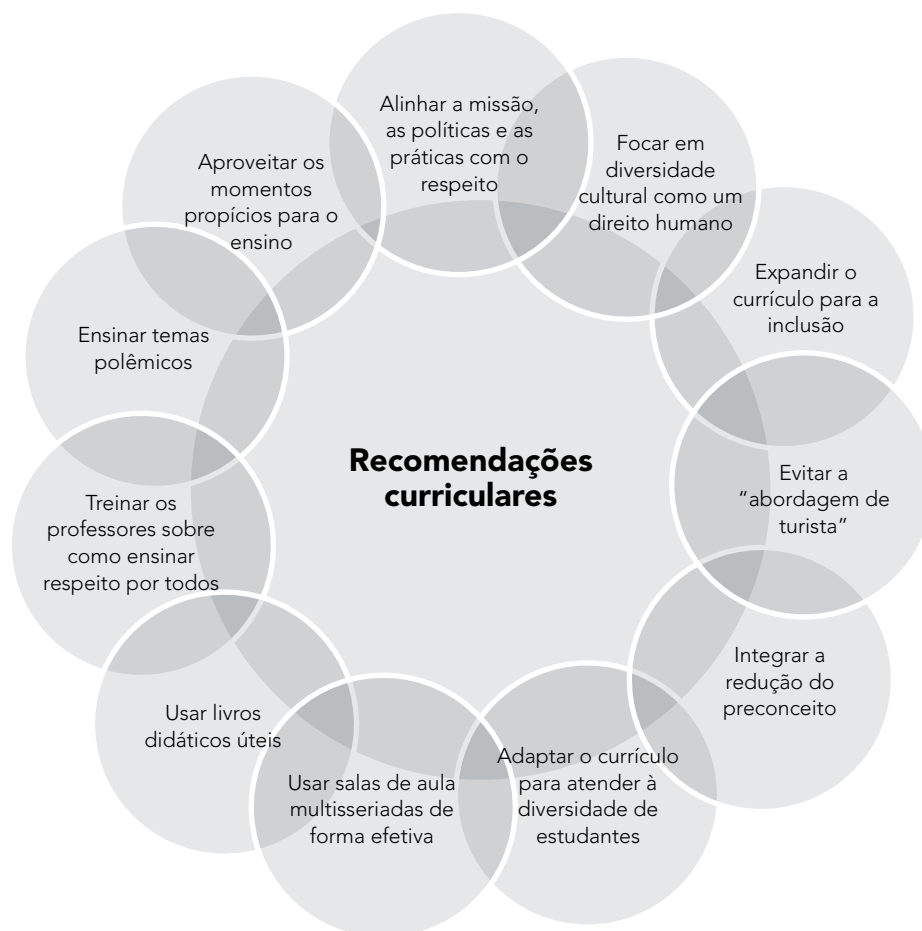 Recomendações
curriculares
Alinhar a missão,
as políticas e as
práticas com o
respeito
Focar em
diversidade
cultural como um
direito humano
Expandir o
currículo para a
inclusão
Evitar a
“abordagem de
turista”
Integrar a
redução do
preconceito
Adaptar o currículo
para atender à
diversidade de
estudantes
Usar salas de aula
multisseriadas de
forma efetiva
Usar livros
didáticos úteis
Treinar os
professores sobre
como ensinar
respeito por todos
Ensinar temas
polêmicos
Aproveitar os
momentos
propícios para o
ensino